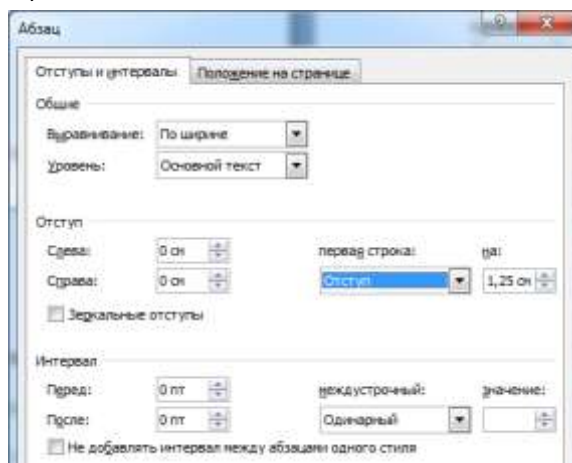 Абзац
Отступы и интервалы Положение на странице
Общие
Выравнивание: По ширине
Уровень: Основной текст
Отступ
Слева: 0 см первая строка: на:
Справа: 0 см Отступ 1,25 см
Зеркальные отступы
Интервал
Перед: 0 пт междустрочный: значение:
После: 0 пт Одинарный
Не добавлять интервал между абзацами одного стиля